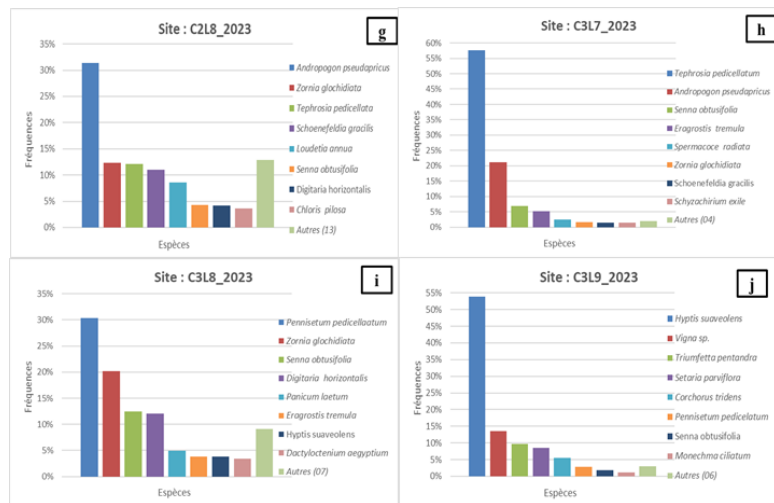 Site : C2L8_2023
g
35%
30%
25%
20%
15%
10%
5%
0%
Fréquences
Espèces
Andropogon pseudapricus
Zornia glochidiata
Tephrosia pedicellata
Schoenefeldia gracilis
Loudetia annua
Senna obtusifolia
Digitaria horizontalis
Chloris pilosa
Autres (13)
Site : C3L7_2023
h
60%
55%
50%
45%
40%
35%
30%
25%
20%
15%
10%
5%
0%
Fréquences
Espèces
Tephrosia pedicellatum
Andropogon pseudapricus
Senna obtusifolia
Eragrostis tremula
Spermacoce radiata
Zornia glochidiata
Schoenefeldia gracilis
Schyzachirium exile
Autres (04)
Site : C3L8_2023
i
35%
30%
25%
20%
15%
10%
5%
0%
Fréquences
Espèces
Pennisetum pedicellaatum
Zornia glochidiata
Senna obtusifolia
Digitaria horizontalis
Panicum laetum
Eragrostis tremula
Hyptis suaveolens
Dactyloctenium aegyptium
Autres (07)
Site : C3L9_2023
j
55%
50%
45%
40%
35%
30%
25%
20%
15%
10%
5%
0%
Fréquences
Espèces
Hyptis suaveolens
Vigna sp.
Triumfetta pentandra
Setaria parviflora
Corchorus tridens
Pennisetum pedicelatum
Senna obtusifolia
Monechma ciliatum
Autres (06)